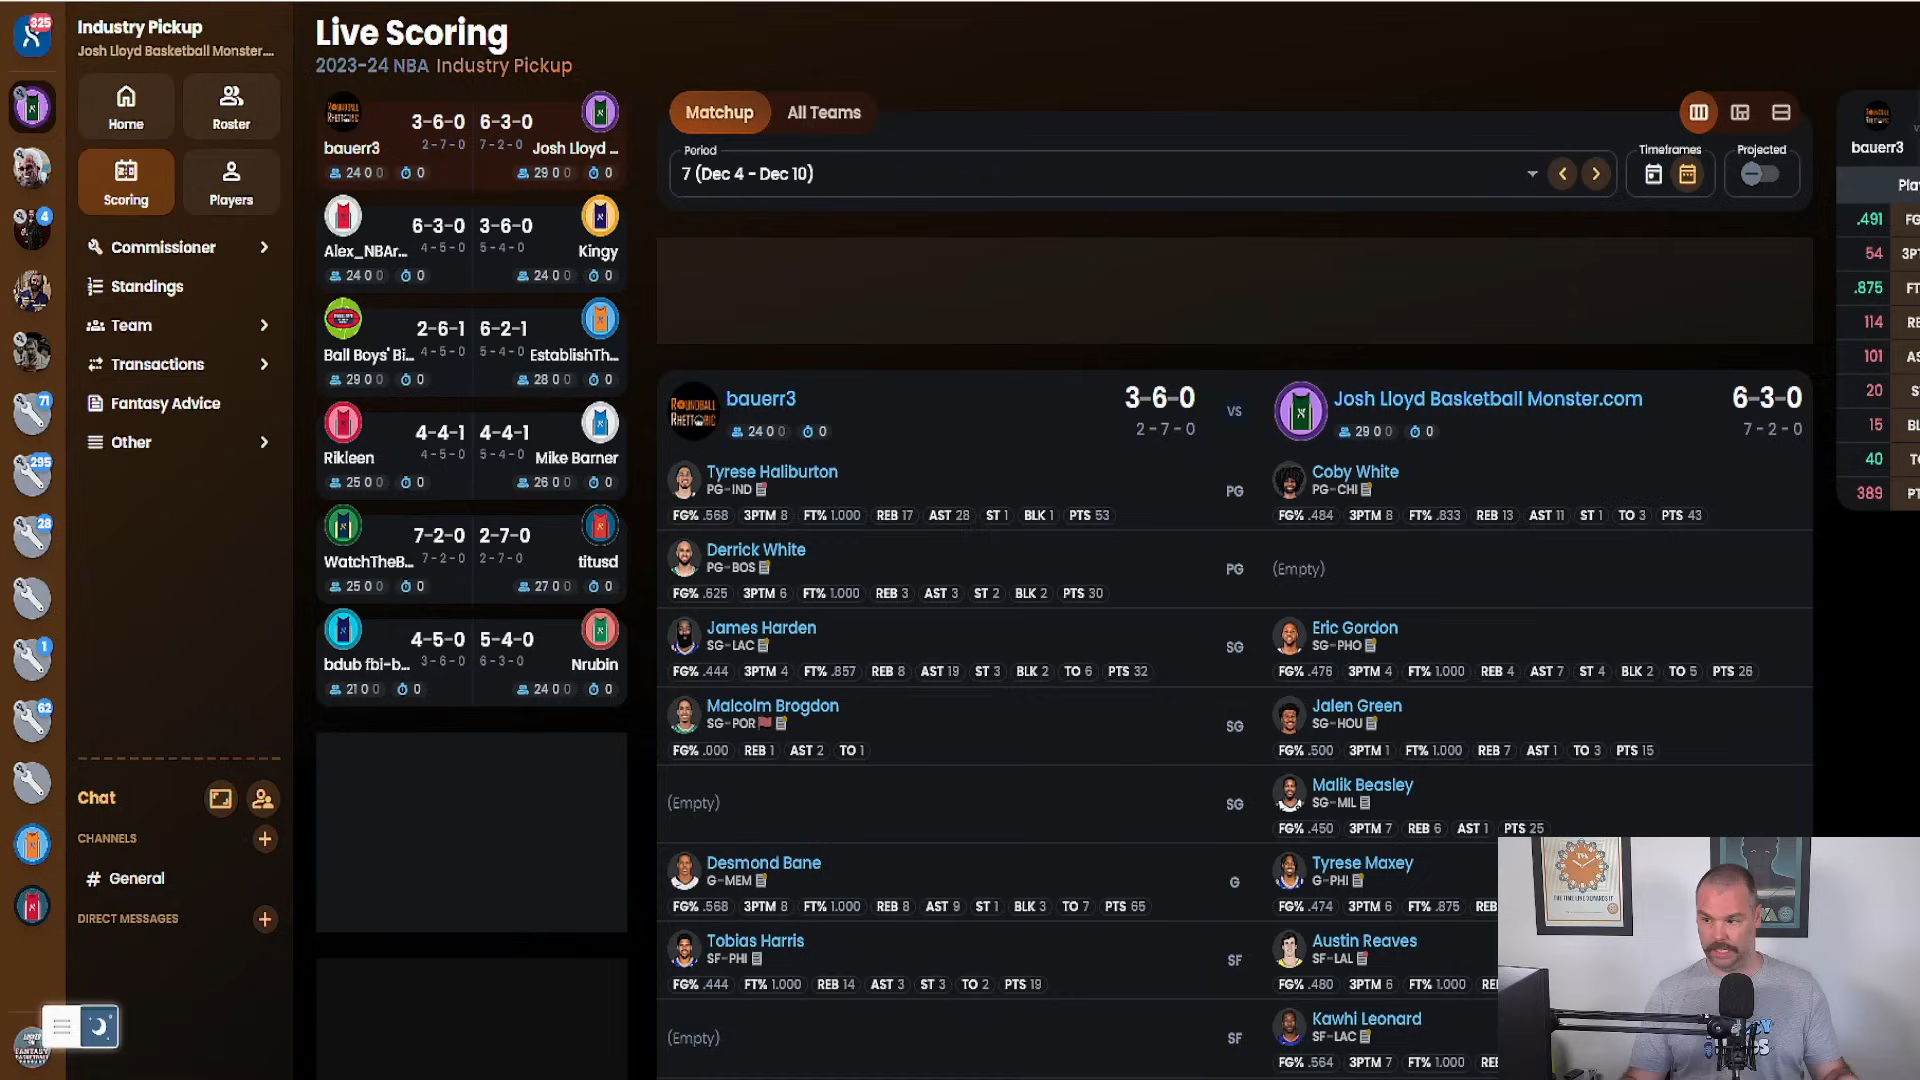 325
Industry Pickup
Josh Lloyd Basketball Monster....
Home
Roster
Scoring
Players
Commissioner
Standings
Team
Transactions
Fantasy Advice
Other
4
71
295
28
1
62
Chat
CHANNELS
# General
DIRECT MESSAGES
Live Scoring
2023-24 NBA Industry Pickup
3-6-0 6-3-0
2-7-0 7-2-0
bauerr3 Josh Lloyd ...
24 0 0 0 29 0 0 0
6-3-0 3-6-0
4-5-0 5-4-0
Alex_NBAr... Kingy
24 0 0 0 24 0 0 0
2-6-1 6-2-1
4-5-0 5-4-0
Ball Boys' Bi... EstablishTh...
29 0 0 0 28 0 0 0
4-4-1 4-4-1
4-5-0 5-4-0
Rikleen Mike Barner
25 0 0 0 26 0 0 0
7-2-0 2-7-0
7-2-0 2-7-0
WatchTheB... titusd
25 0 0 0 27 0 0 0
4-5-0 5-4-0
3-6-0 6-3-0
bdub fbi-b... Nrubin
21 0 0 0 24 0 0 0
Matchup All Teams
Period
7 (Dec 4 - Dec 10)
Timeframes
Projected
ROUNDBALL
RHETORIC
bauerr3 3-6-0 VS Josh Lloyd Basketball Monster.com 6-3-0
24 0 0 0 2-7-0 29 0 0 0 7-2-0
Tyrese Haliburton PG Coby White
PG-IND PG-CHI
FG% .568 3PTM 8 FT% 1.000 REB 17 AST 28 ST 1 BLK 1 PTS 53
FG% .484 3PTM 8 FT% .833 REB 13 AST 11 ST 1 TO 3 PTS 43
Derrick White PG (Empty)
PG-BOS
FG% .625 3PTM 6 FT% 1.000 REB 3 AST 3 ST 2 BLK 2 PTS 30
James Harden SG Eric Gordon
SG-LAC SG-PHO
FG% .444 3PTM 4 FT% .857 REB 8 AST 19 ST 3 BLK 2 TO 6 PTS 32
FG% .476 3PTM 4 FT% 1.000 REB 4 AST 7 ST 4 BLK 2 TO 5 PTS 26
Malcolm Brogdon SG Jalen Green
SG-POR SG-HOU
FG% .000 REB 1 AST 2 TO 1
FG% .500 3PTM 1 FT% 1.000 REB 7 AST 1 TO 3 PTS 15
(Empty) SG Malik Beasley
SG-MIL
FG% .450 3PTM 7 REB 6 AST 1 PTS 25
Desmond Bane G Tyrese Maxey
G-MEM G-PHI
FG% .568 3PTM 8 FT% 1.000 REB 8 AST 9 ST 1 BLK 3 TO 7 PTS 65
FG% .474 3PTM 6 FT% .875 REB
Tobias Harris SF Austin Reaves
SF-PHI SF-LAL
FG% .444 FT% 1.000 REB 14 AST 3 ST 3 TO 2 PTS 19
FG% .480 3PTM 6 FT% 1.000 RE
(Empty) SF Kawhi Leonard
SF-LAC
FG% .564 3PTM 7 FT% 1.000 RE
bauerr3
Pla
.491 FG
54 3PT
.875 FT
114 RE
101 AS
20 ST
15 BL
40 TO
389 PT